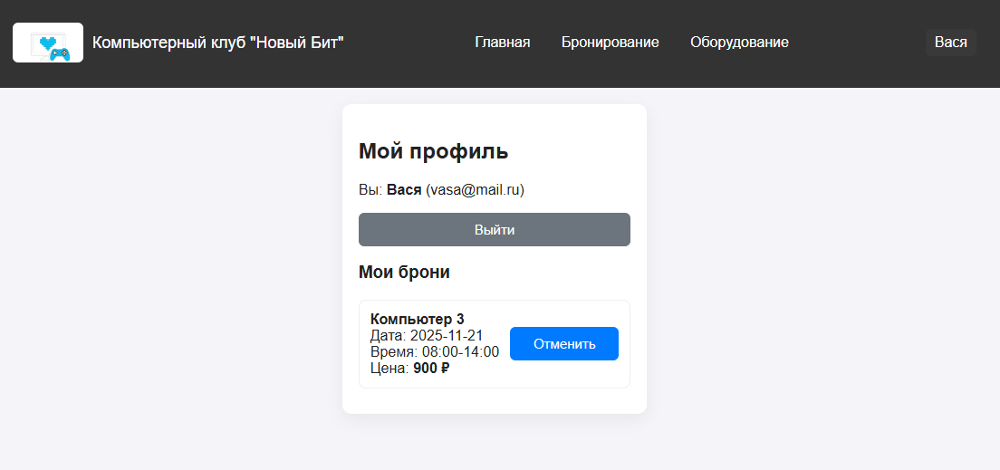 Компьютерный клуб "Новый Бит"
Главная
Бронирование
Оборудование
Вася
Мой профиль
Вы: Вася (vasa@mail.ru)
Выйти
Мои брони
Компьютер 3
Дата: 2025-11-21
Время: 08:00-14:00
Цена: 900 ₽
Отменить